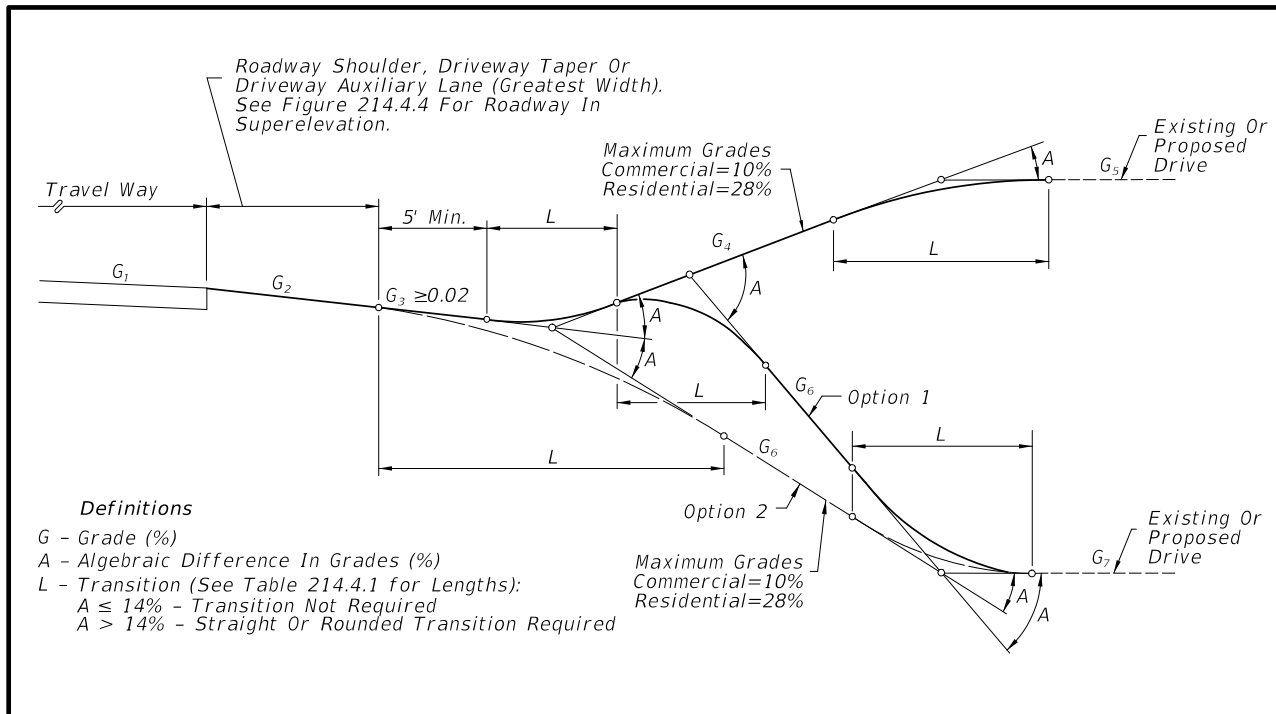 Roadway Shoulder, Driveway Taper Or
Driveway Auxiliary Lane (Greatest Width).
See Figure 214.4.4 For Roadway In
Superelevation.
Existing Or
Proposed
Drive
Maximum Grades
Commercial=10%
Residential=28%
A
G5
Travel Way
5' Min.
L
G4
L
A
G1
G2
G3 ≥0.02
A
A
L
G6
Option 1
L
L
G6
Definitions
G – Grade (%)
A – Algebraic Difference In Grades (%)
L – Transition (See Table 214.4.1 for Lengths):
A ≤ 14% – Transition Not Required
A > 14% – Straight Or Rounded Transition Required
Option 2
Maximum Grades
Commercial=10%
Residential=28%
Existing Or
Proposed
Drive
G7
A
A